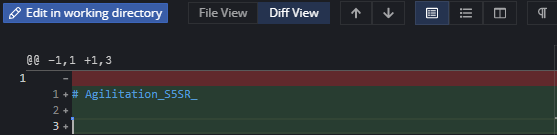 Edit in working directory File View Diff View ¶
@@ -1,1 +1,3
1 -
1 + # Agilitation_S5SR_
2 +
3 +